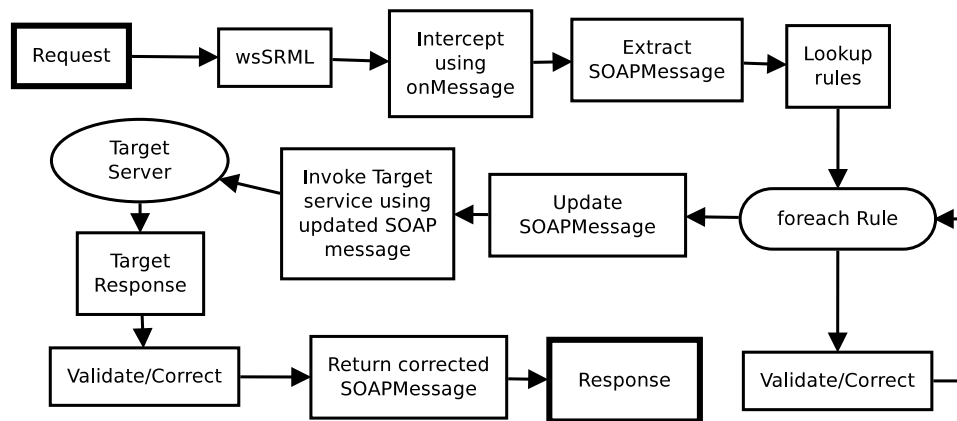 Request
wsSRML
Intercept
using
onMessage
Extract
SOAPMessage
Lookup
rules
Target
Server
Invoke Target
service using
updated SOAP
message
Update
SOAPMessage
foreach Rule
Target
Response
Validate/Correct
Return corrected
SOAPMessage
Response
Validate/Correct